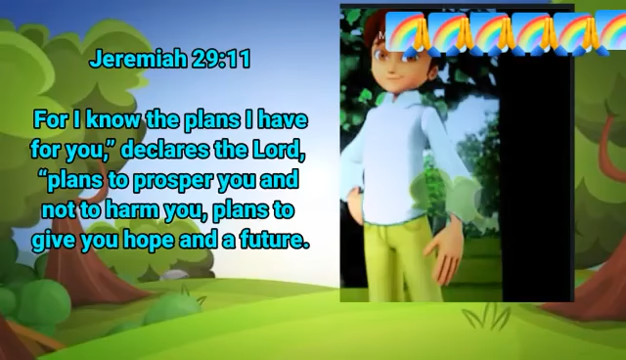 Jeremiah 29:11
For I know the plans I have
for you,” declares the Lord,
“plans to prosper you and
not to harm you, plans to
give you hope and a future.